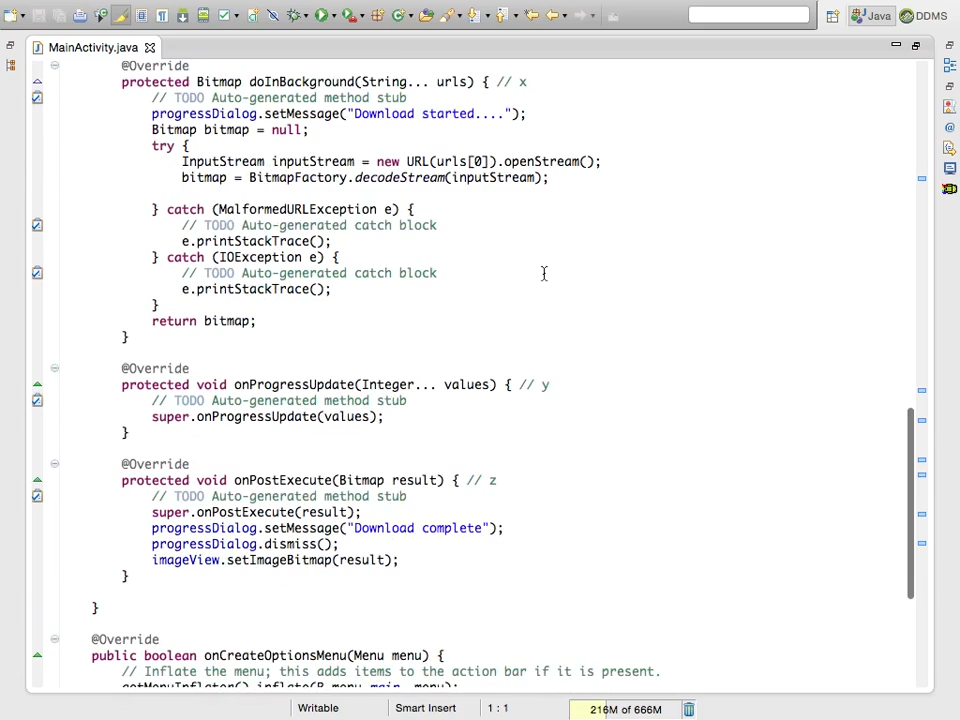 Java
DDMS
MainActivity.java
@Override
protected Bitmap doInBackground(String... urls) { // x
// TODO Auto-generated method stub
progressDialog.setMessage("Download started....");
Bitmap bitmap = null;
try {
InputStream inputStream = new URL(urls[0]).openStream();
bitmap = BitmapFactory.decodeStream(inputStream);
} catch (MalformedURLException e) {
// TODO Auto-generated catch block
e.printStackTrace();
} catch (IOException e) {
// TODO Auto-generated catch block
e.printStackTrace();
}
return bitmap;
}
@Override
protected void onProgressUpdate(Integer... values) { // y
// TODO Auto-generated method stub
super.onProgressUpdate(values);
}
@Override
protected void onPostExecute(Bitmap result) { // z
// TODO Auto-generated method stub
super.onPostExecute(result);
progressDialog.setMessage("Download complete");
progressDialog.dismiss();
imageView.setImageBitmap(result);
}
}
@Override
public boolean onCreateOptionsMenu(Menu menu) {
// Inflate the menu; this adds items to the action bar if it is present.
getMenuInflater().inflate(R.menu.main, menu);
Writable
Smart Insert
1 : 1
216M of 666M